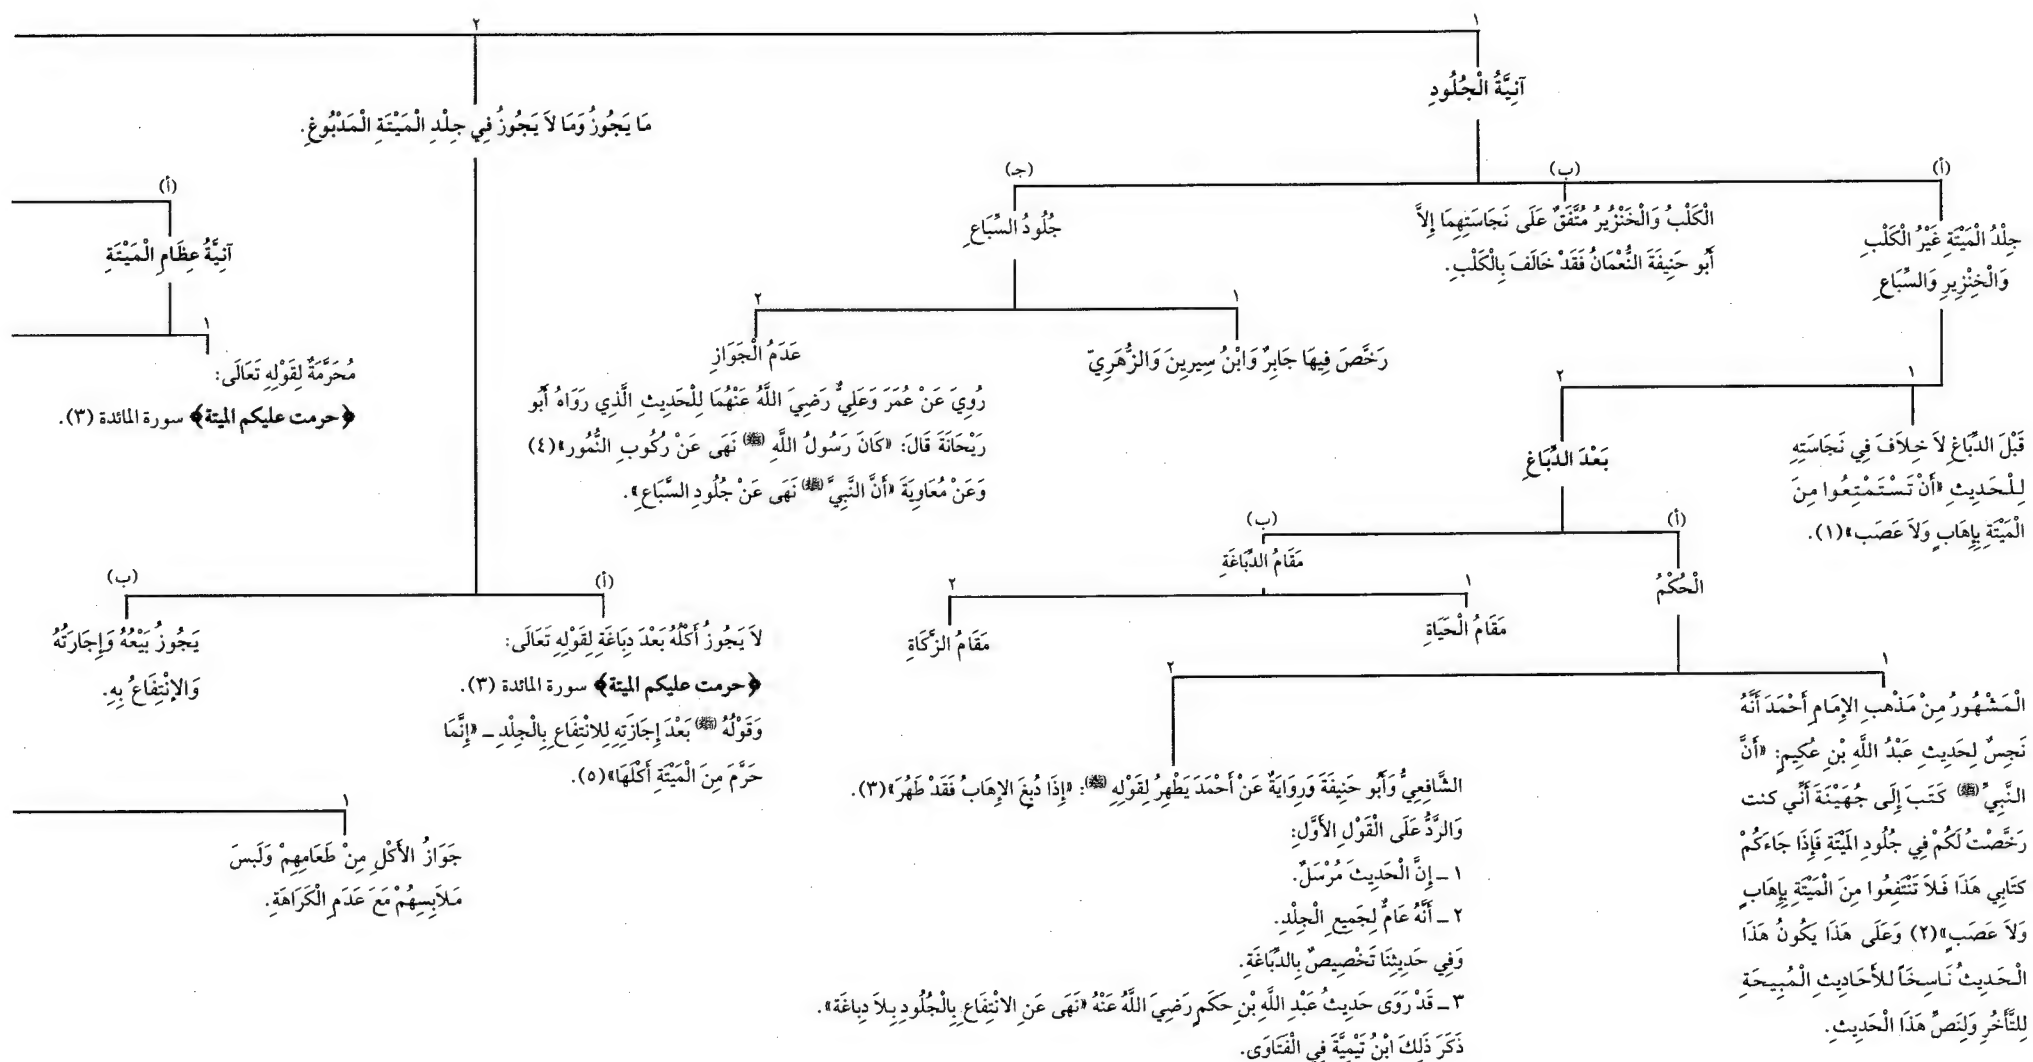 ١
٢
آنِيَّةُ الْجُلُودِ
مَا يَجُوزُ وَمَا لاَ يَجُوزُ فِي جِلْدِ الْمَيْتَةِ الْمَدْبُوغِ.
(أ)
(ب)
(جـ)
(أ)
جِلْدُ الْمَيْتَةِ غَيْرُ الْكَلْبِ
وَالْخِنْزِيرِ وَالسِّبَاعِ
الْكَلْبُ وَالْخَنْزُيرُ مُتَّفَقٌ عَلَى نَجَاسَتِهِمَا إِلاَّ
أَبُو حَنِيفَةَ النُّعْمَانُ فَقَدْ خَالَفَ بِالْكَلْبِ.
جُلُودُ السِّبَاعِ
آنِيَّةُ عِظَامِ الْمَيْتَةِ
١
٢
رَخَّصَ فِيهَا جَابِرٌ وَابْنُ سِيرِينَ وَالزُّهَرِيّ
عَدَمُ الْجَوَازِ
رُوِيَ عَنْ عُمَرَ وَعَلِيٌّ رَضِيَ اللَّهُ عَنْهُمَا لِلْحَدِيثِ الَّذِي رَوَاهُ أَبُو
رَيْحَانَةَ قَالَ: «كَانَ رَسُولُ اللَّهِ (ﷺ) نَهَى عَنْ رُكُوبِ النُّمُور»(٤)
وَعَنْ مُعَاوِيَةَ «أَنَّ النَّبِيَّ (ﷺ) نَهَى عَنْ جُلُودِ السَّبَاعِ».
١
مُحَرَّمَةٌ لِقَوْلِهِ تَعَالَى:
﴿حرمت عليكم الميتة﴾ سورة المائدة (٣).
١
٢
قَبْلَ الدِّبَاغِ لاَ خِلاَفَ فِي نَجَاسَتِهِ
لِلْحَدِيثِ «أَنْ تَسْتَمْتِعُوا مِنَ
الْمَيْتَةِ بِإِهَابٍ وَلاَ عَصَب»(١).
بَعْدَ الدِّبَاغِ
(أ)
(ب)
الْحُكْمُ
مَقَامُ الدِّبَاغَةِ
١
٢
مَقَامُ الْحَيَاةِ
مَقَامُ الزَّكَاةِ
(أ)
(ب)
لاَ يَجُوزُ أَكْلُهُ بَعْدَ دِبَاغَةِ لِقَوْلِهِ تَعَالَى:
﴿حرمت عليكم الميتة﴾ سورة المائدة (٣).
وَقَوْلُهُ (ﷺ) بَعْدَ إِجَازَتِهِ لِلانْتِفَاعِ بِالْجِلْدِ ـ «إِنَّمَا
حَرَّمَ مِنَ الْمَيْتَةِ أَكْلَهَا»(٥).
يَجُوزُ بَيْعُهُ وَإِجَارَتُهُ
وَالإنْتِفَاعُ بِهِ.
١
٢
الْمَشْهُورُ مِنْ مَذْهبِ الإِمَامِ أَحْمَدَ أَنَّهُ
نَجِسٌ لِحَدِيثِ عَبْدُ اللَّهِ بْنِ عُكِيمٍ: «أَنَّ
النَّبِيِّ (ﷺ) كَتَبَ إِلَى جُهَيْنَةَ أَنِّي كنت
رَخَّصْتُ لَكُمْ فِي جُلُودِ المَيْتَةِ فَإِذَا جَاءَكُمْ
كتَابِي هَذَا فَلاَ تَنْتَفِعُوا مِنَ الْمَيْتَةِ بِإِهَابٍ
وَلاَ عَصَبٍ»(٢) وَعَلَى هَذَا يَكُونُ هَذَا
الْحَدِيثُ نَاسِخَاً للأَحَادِيثِ الْمُبِيحَةِ
لِلتَّأَخُرِ وَلِنَصِّ هَذَا الْحَدِيثِ.
الشَّافِعِيُّ وَأَبُو حَنِيفَةَ وَرِوَايَةٌ عَنْ أَحْمَدَ يَطْهرُ لِقَوْلِهِ (ﷺ): «إِذَا دُبِغَ الإِهَابُ فَقَدْ طَهُرَ»(٣).
وَالرَّدُّ عَلَى الْقَوْلِ الأَوَّلِ:
١ ـ إِنَّ الْحَدِيثَ مُرْسَلٌ.
٢ ـ أَنَّهُ عَامٌّ لِجَمِيعِ الْجِلْدِ.
وَفِي حَدِيثِنَا تَخْصِيصٌ بِالدِّبَاغَةِ.
٣ ـ قَدْ رَوَى حَدِيثُ عَبْدِ اللَّهِ بْنِ حَكَمٍ رَضِيَ اللَّهُ عَنْهُ «نَهَى عَنِ الانْتِفَاعِ بِالْجُلُودِ بِلاَ دِبَاغَة».
ذَكَرَ ذَلِكَ ابْنُ تَيْمِيَّةَ فِي الْفَتَاوَى.
١
جَوَازُ الأَكْلِ مِنْ طَعَامِهِمْ وَلَبسَ
مَلاَبِسِهُمْ مَعَ عَدَمِ الْكَرَاهَةِ.